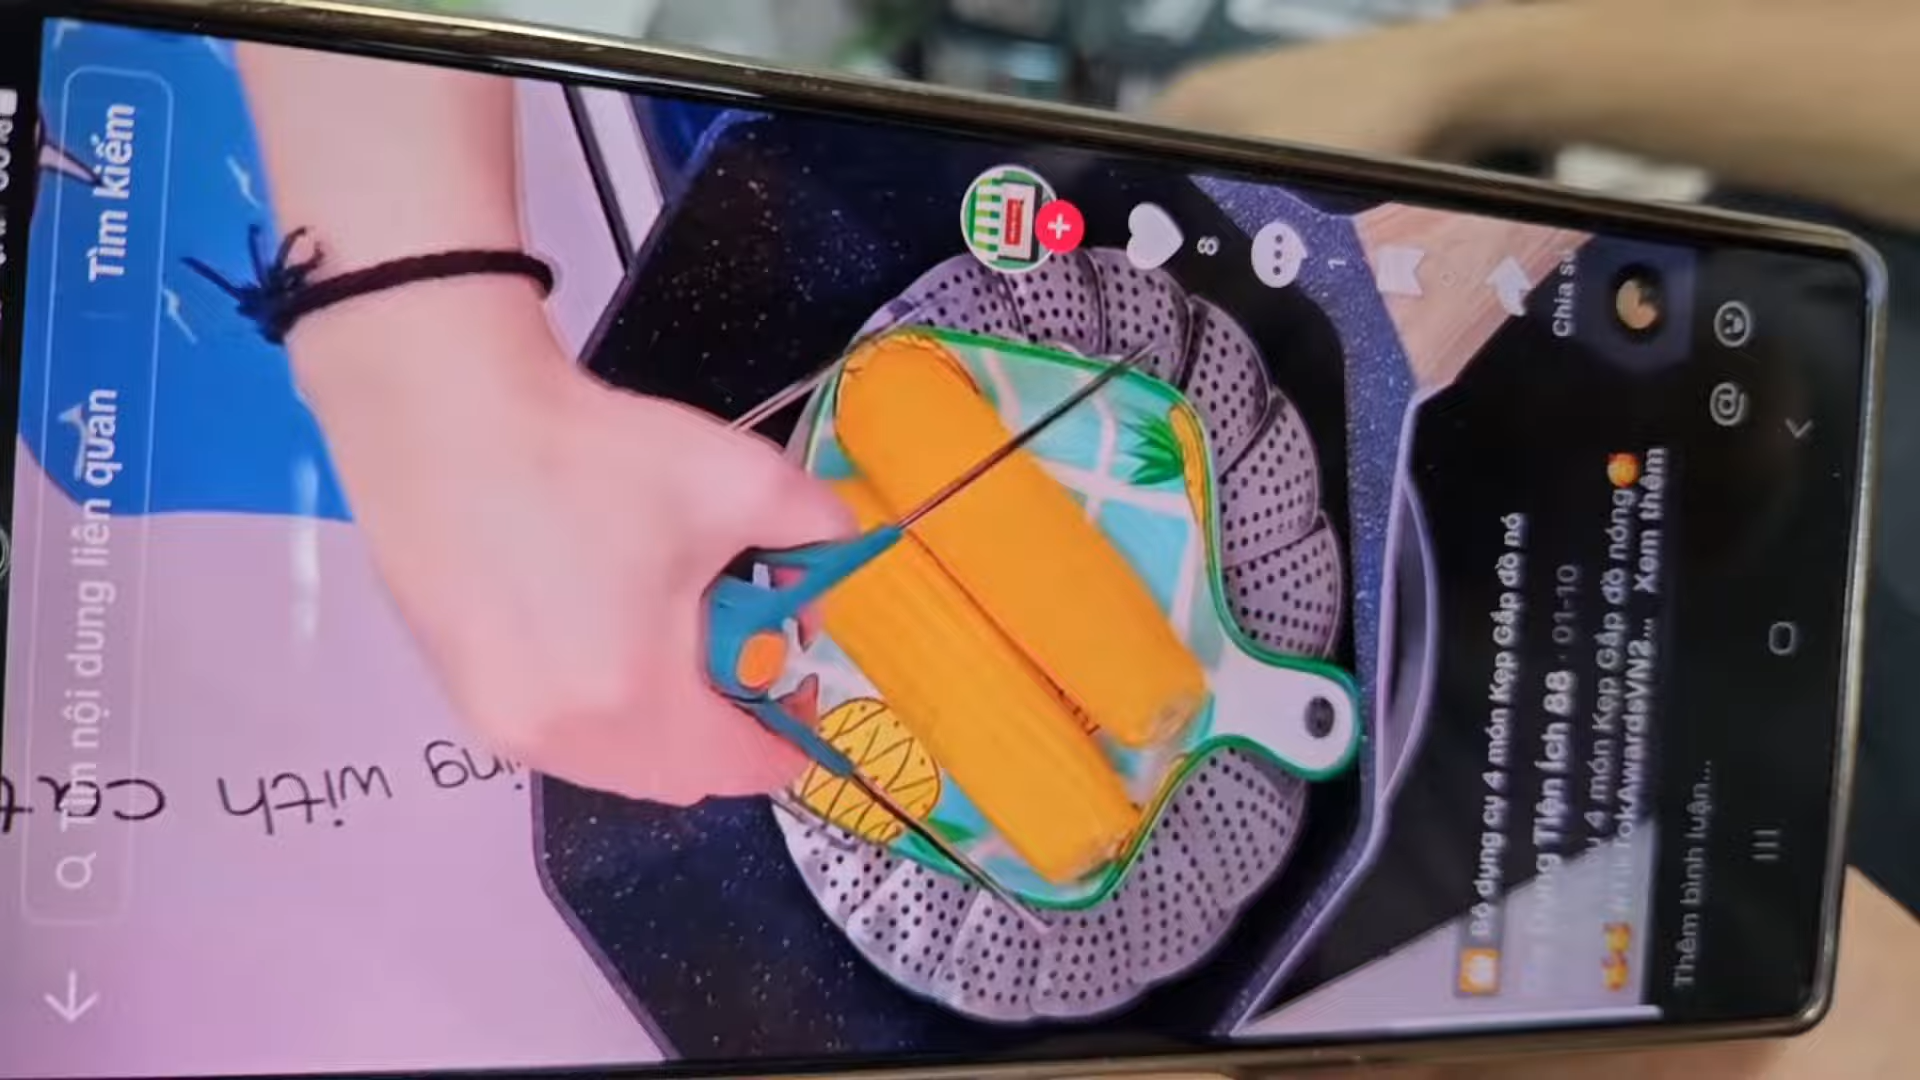 Tìm nội dung liên quan
Tìm kiếm
with
8
1
Chia sẻ
Bộ dụng cụ 4 món Kẹp Gắp đồ nó
Dụng Tiện Ích 88 · 01-10
4 món Kẹp Gắp đồ nóng🥰
TokAwardsVN2... Xem thêm
Thêm bình luận...
@